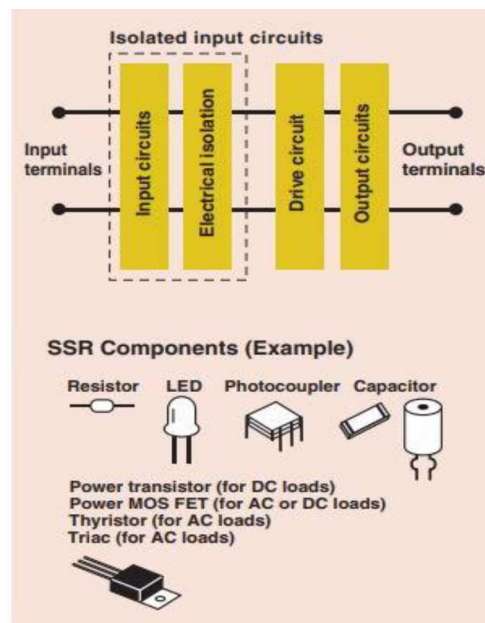 Isolated input circuits
Input
terminals
Input circuits
Electrical isolation
Drive circuit
Output circuits
Output
terminals
SSR Components (Example)
Resistor LED Photocoupler Capacitor
Power transistor (for DC loads)
Power MOS FET (for AC or DC loads)
Thyristor (for AC loads)
Triac (for AC loads)